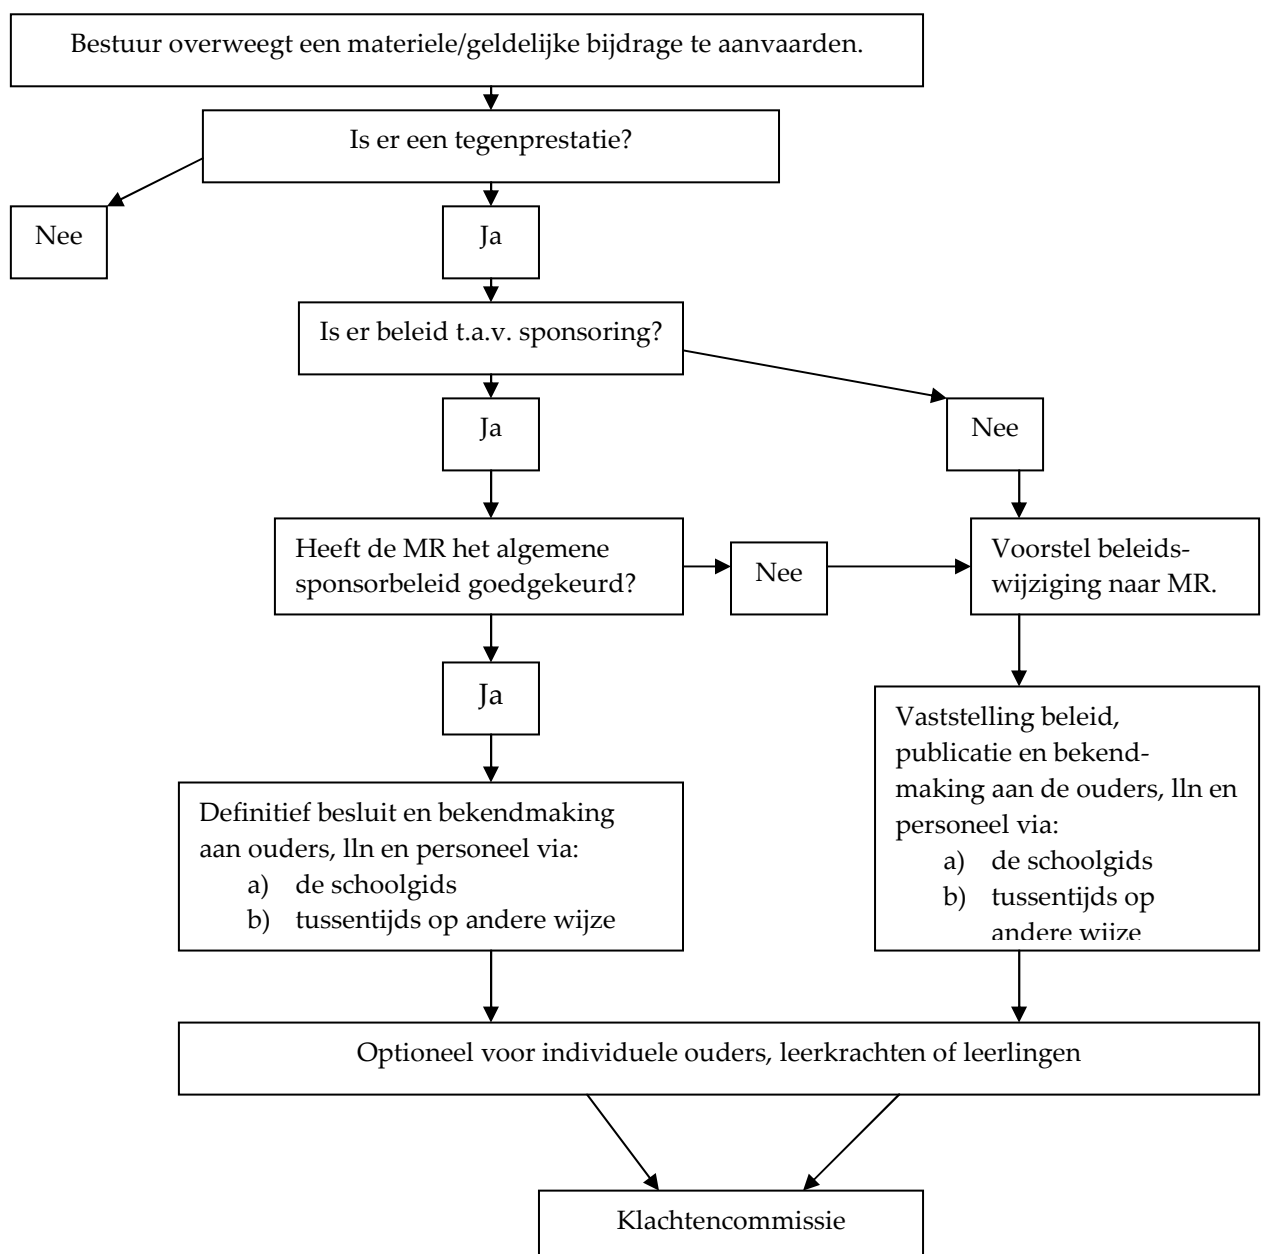 Bestuur overweegt een materiele/geldelijke bijdrage te aanvaarden.
Is er een tegenprestatie?
Nee
Ja
Is er beleid t.a.v. sponsoring?
Ja
Nee
Heeft de MR het algemene
sponsorbeleid goedgekeurd?
Nee
Voorstel beleids-
wijziging naar MR.
Ja
Vaststelling beleid,
publicatie en bekend-
making aan de ouders, lln en
personeel via:
a) de schoolgids
b) tussentijds op
andere wijze
Definitief besluit en bekendmaking
aan ouders, lln en personeel via:
a) de schoolgids
b) tussentijds op andere wijze
Optioneel voor individuele ouders, leerkrachten of leerlingen
Klachtencommissie